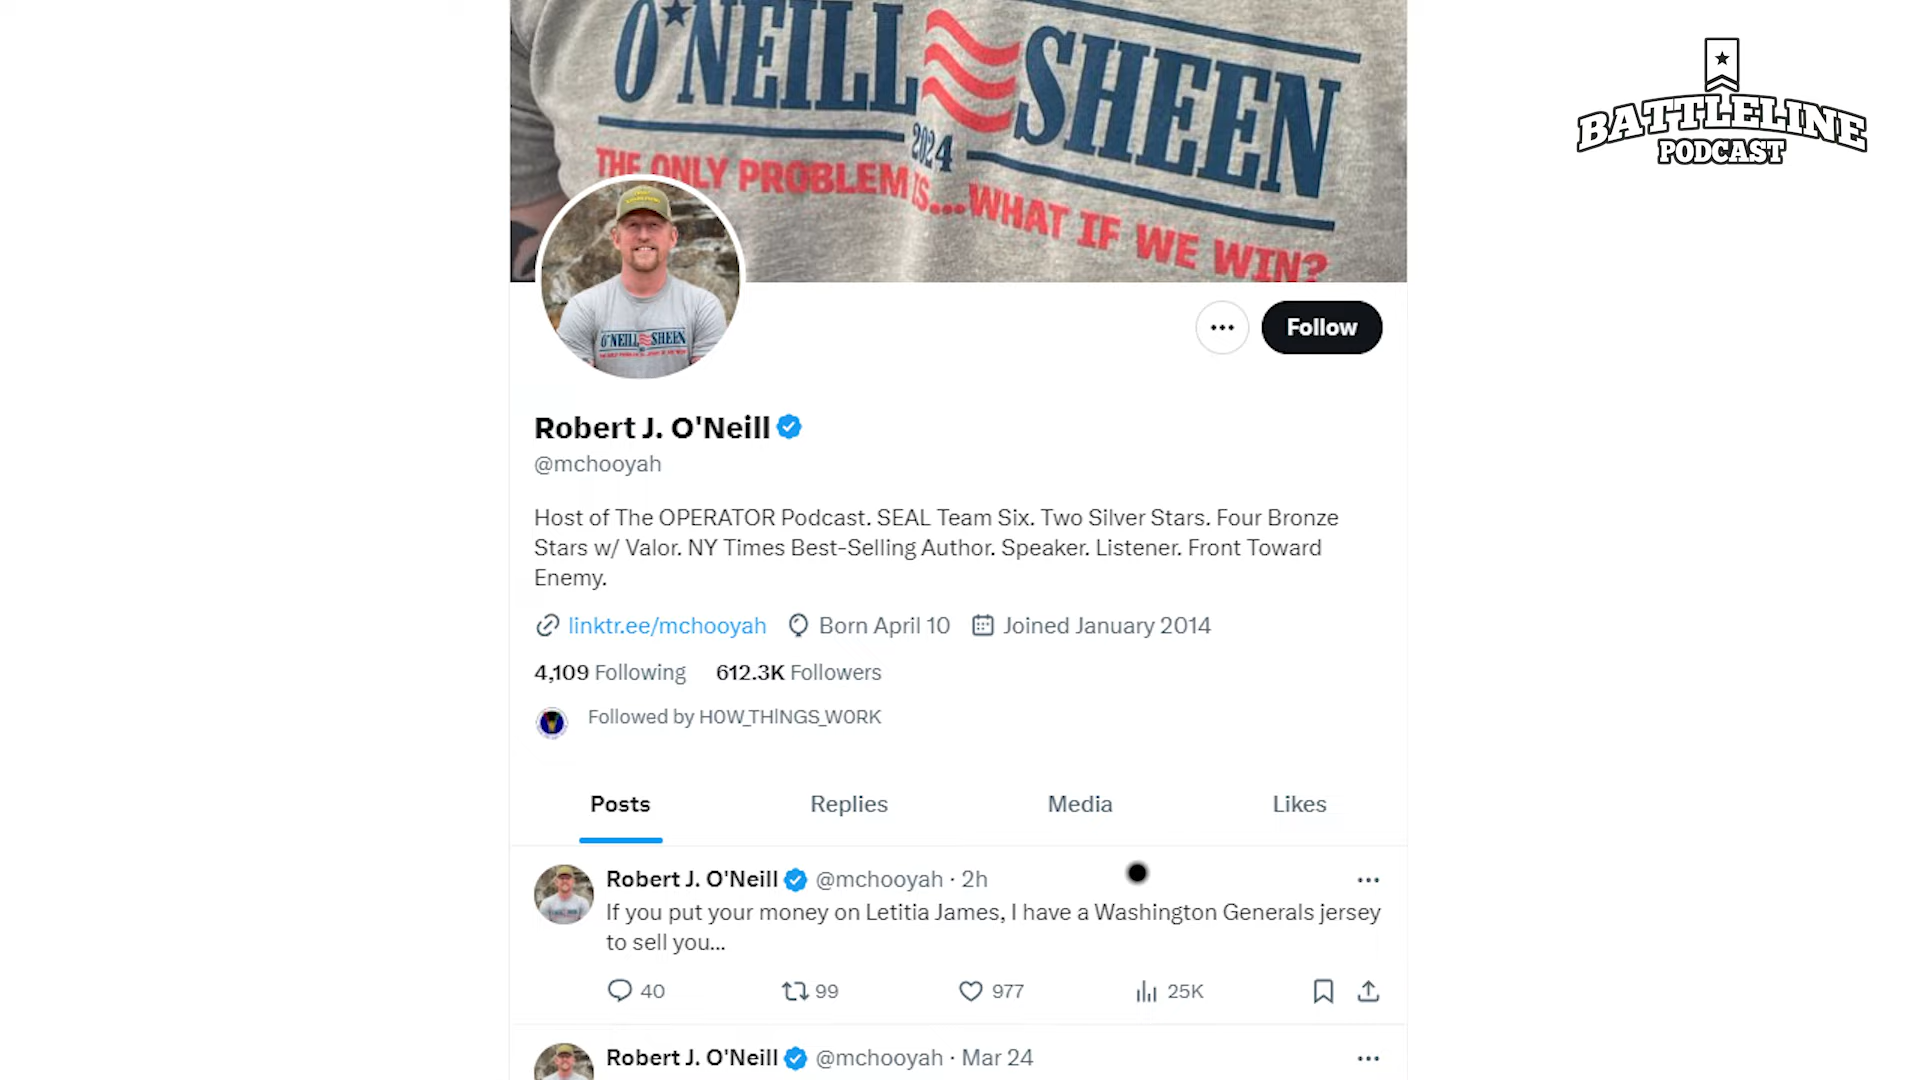 O'NEILL SHEEN
2024
THE ONLY PROBLEM IS...WHAT IF WE WIN?
BATTLELINE
PODCAST
O'NEILL SHEEN
Follow
Robert J. O'Neill
@mchooyah
Host of The OPERATOR Podcast. SEAL Team Six. Two Silver Stars. Four Bronze
Stars w/ Valor. NY Times Best-Selling Author. Speaker. Listener. Front Toward
Enemy.
linktr.ee/mchooyah Born April 10 Joined January 2014
4,109 Following 612.3K Followers
Followed by HOW_THINGS_WORK
Posts Replies Media Likes
Robert J. O'Neill @mchooyah · 2h
If you put your money on Letitia James, I have a Washington Generals jersey
to sell you...
40 99 977 25K
Robert J. O'Neill @mchooyah · Mar 24